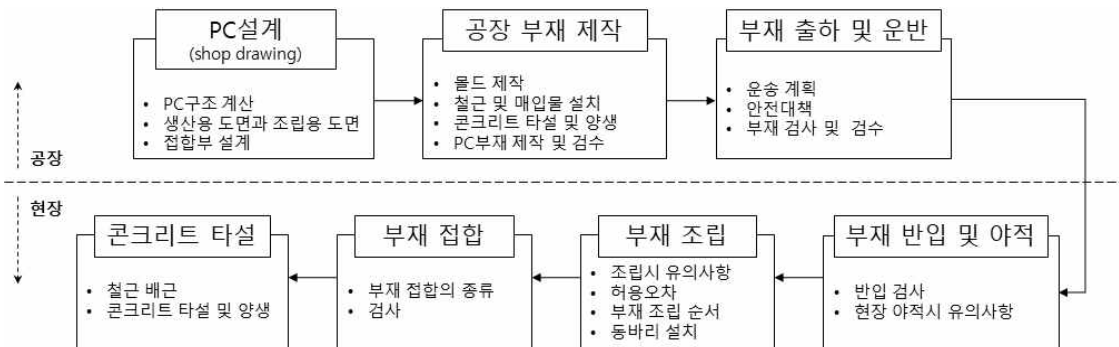 PC설계
(shop drawing)
• PC구조 계산
• 생산용 도면과 조립용 도면
• 접합부 설계
공장 부재 제작
• 몰드 제작
• 철근 및 매입물 설치
• 콘크리트 타설 및 양생
• PC부재 제작 및 검수
부재 출하 및 운반
• 운송 계획
• 안전대책
• 부재 검사 및 검수
공장
현장
콘크리트 타설
• 철근 배근
• 콘크리트 타설 및 양생
부재 접합
• 부재 접합의 종류
• 검사
부재 조립
• 조립시 유의사항
• 허용오차
• 부재 조립 순서
• 동바리 설치
부재 반입 및 야적
• 반입 검사
• 현장 야적시 유의사항